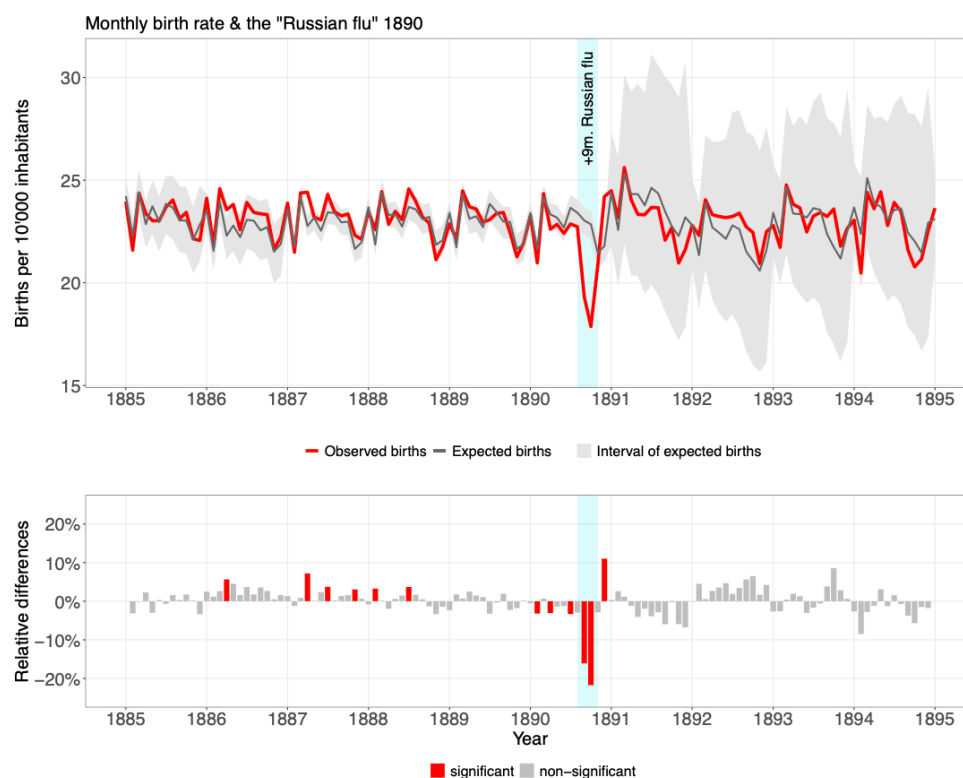 Monthly birth rate & the "Russian flu" 1890
Births per 10'000 inhabitants
30
25
20
15
+9m. Russian flu
1885 1886 1887 1888 1889 1890 1891 1892 1893 1894 1895
Observed births Expected births Interval of expected births
Relative differences
20%
10%
0%
−10%
−20%
1885 1886 1887 1888 1889 1890 1891 1892 1893 1894 1895
Year
significant non−significant